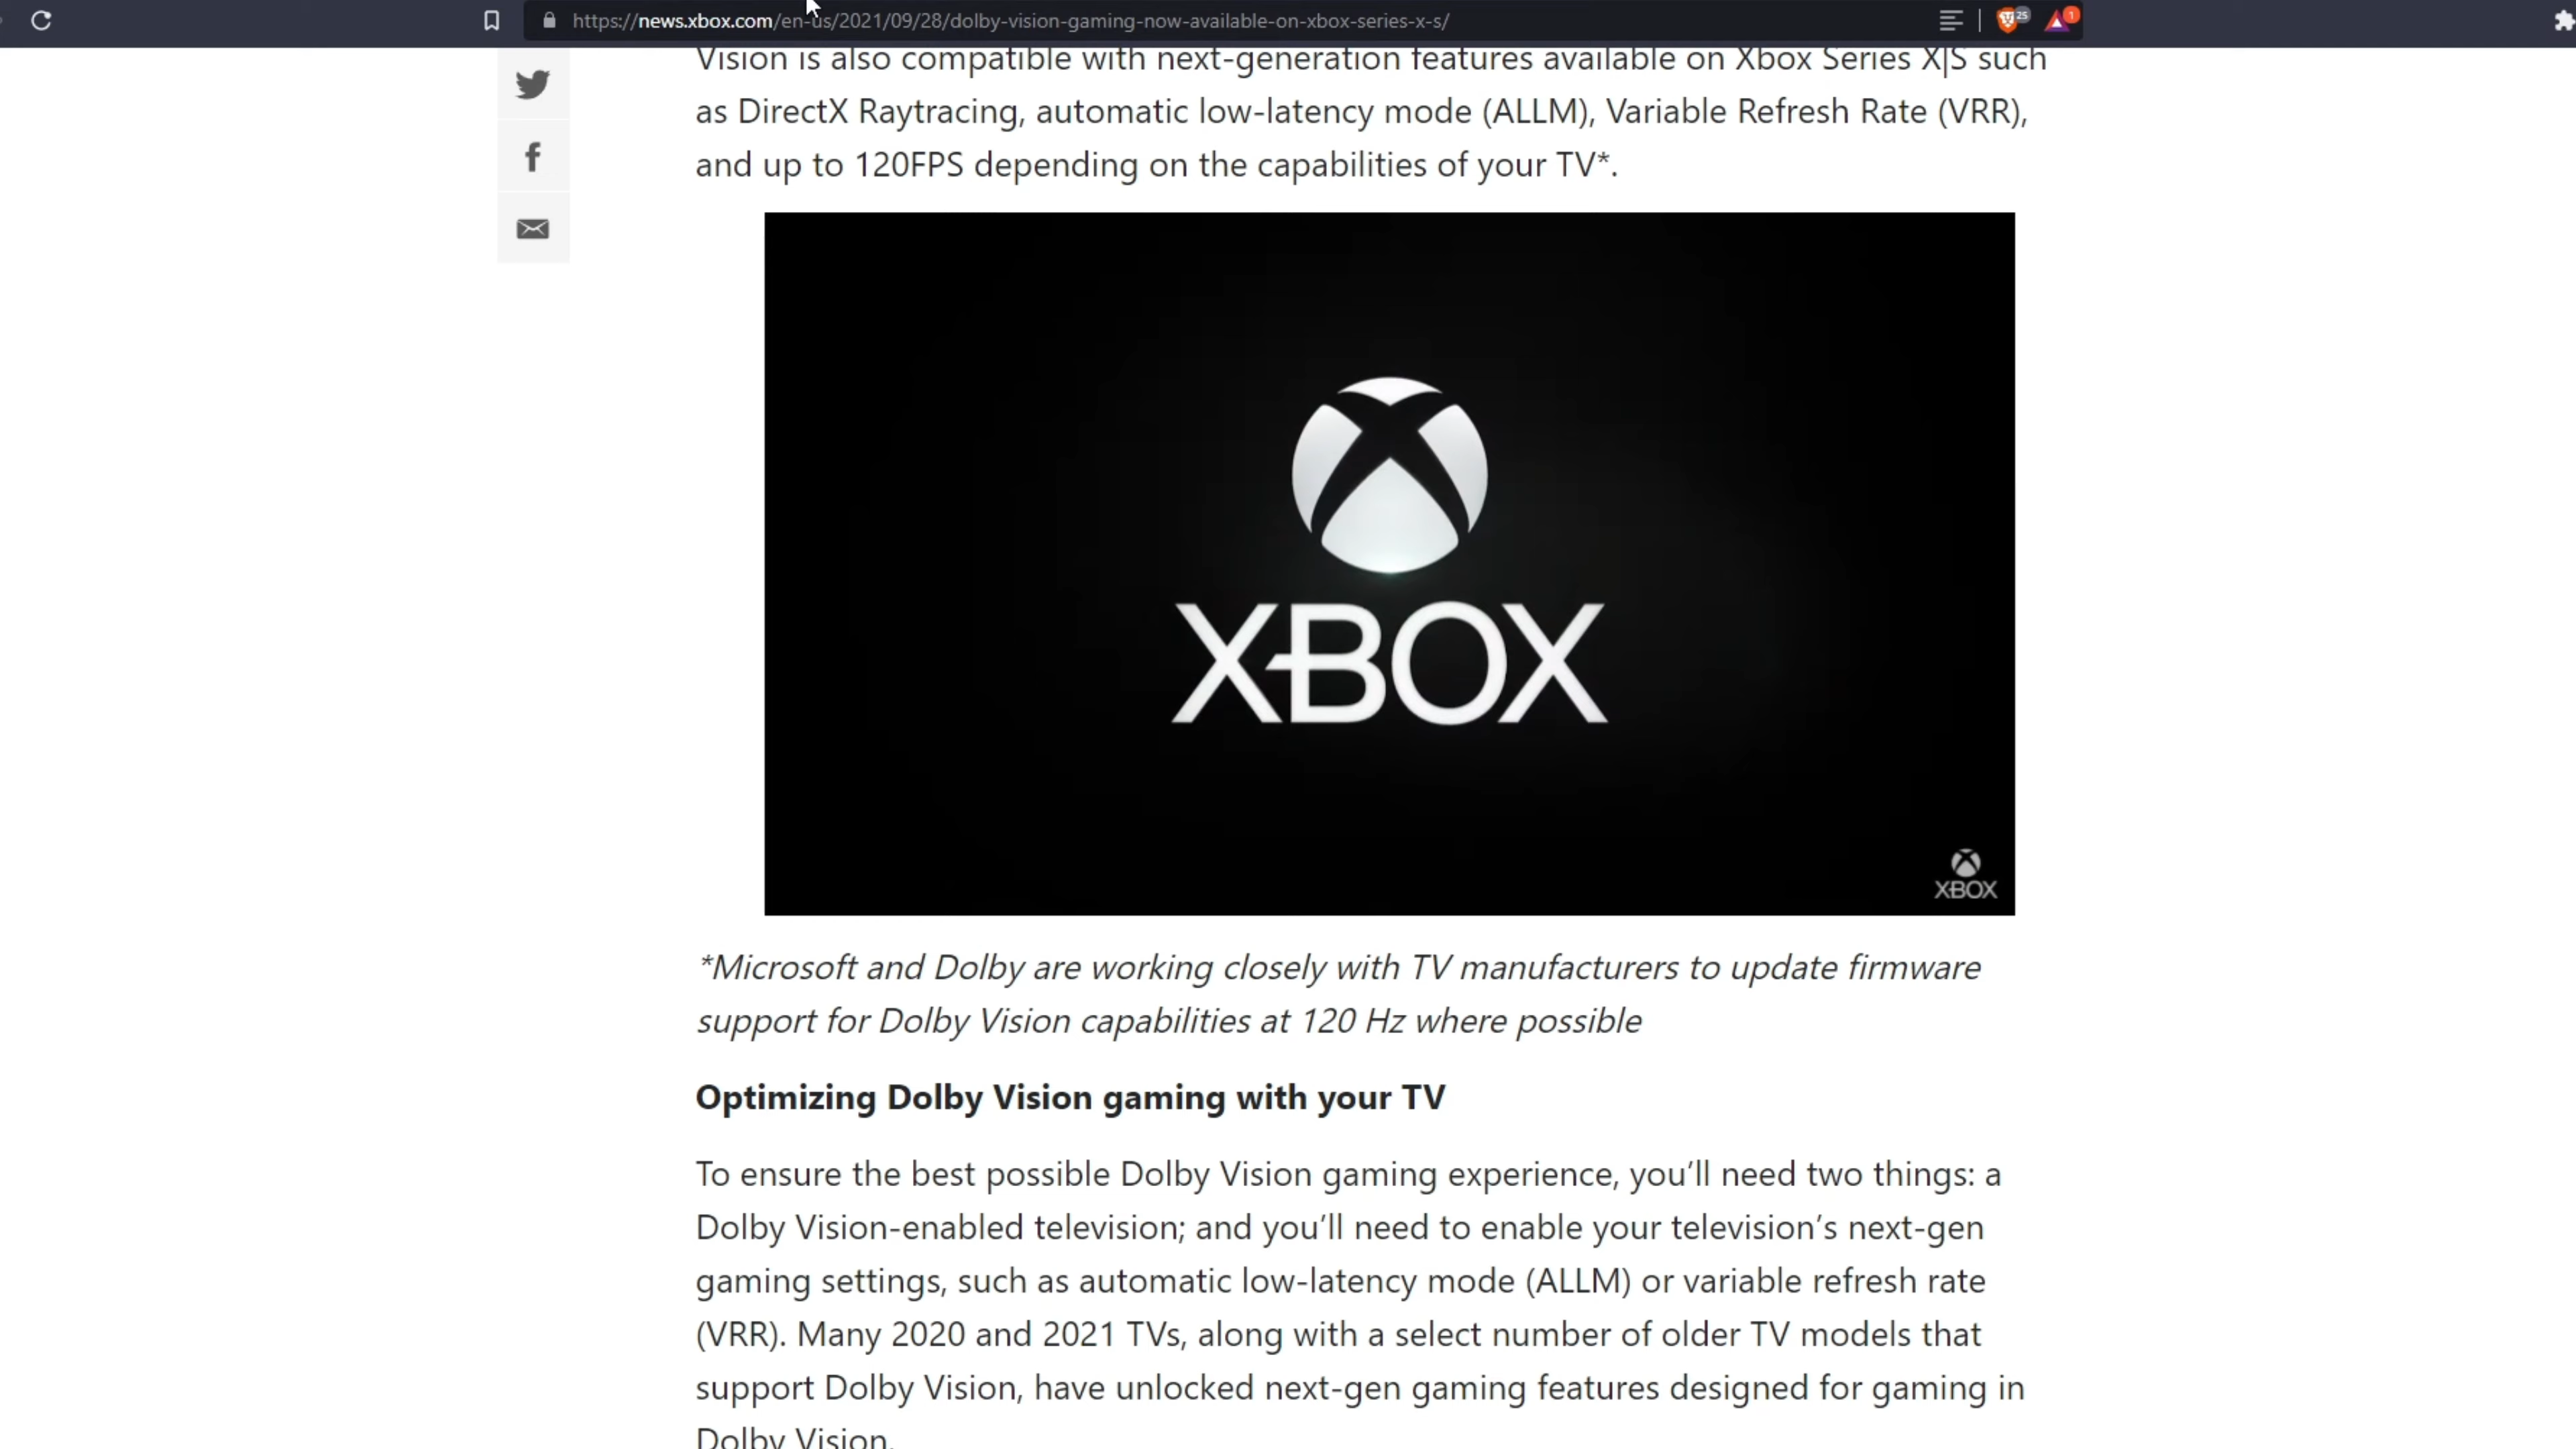 https://news.xbox.com/en-us/2021/09/28/dolby-vision-gaming-now-available-on-xbox-series-x-s/
25
1
Vision is also compatible with next-generation features available on Xbox Series X|S such
as DirectX Raytracing, automatic low-latency mode (ALLM), Variable Refresh Rate (VRR),
and up to 120FPS depending on the capabilities of your TV*.
XBOX
XBOX
*Microsoft and Dolby are working closely with TV manufacturers to update firmware
support for Dolby Vision capabilities at 120 Hz where possible
Optimizing Dolby Vision gaming with your TV
To ensure the best possible Dolby Vision gaming experience, you’ll need two things: a
Dolby Vision-enabled television; and you’ll need to enable your television’s next-gen
gaming settings, such as automatic low-latency mode (ALLM) or variable refresh rate
(VRR). Many 2020 and 2021 TVs, along with a select number of older TV models that
support Dolby Vision, have unlocked next-gen gaming features designed for gaming in
Dolby Vision.